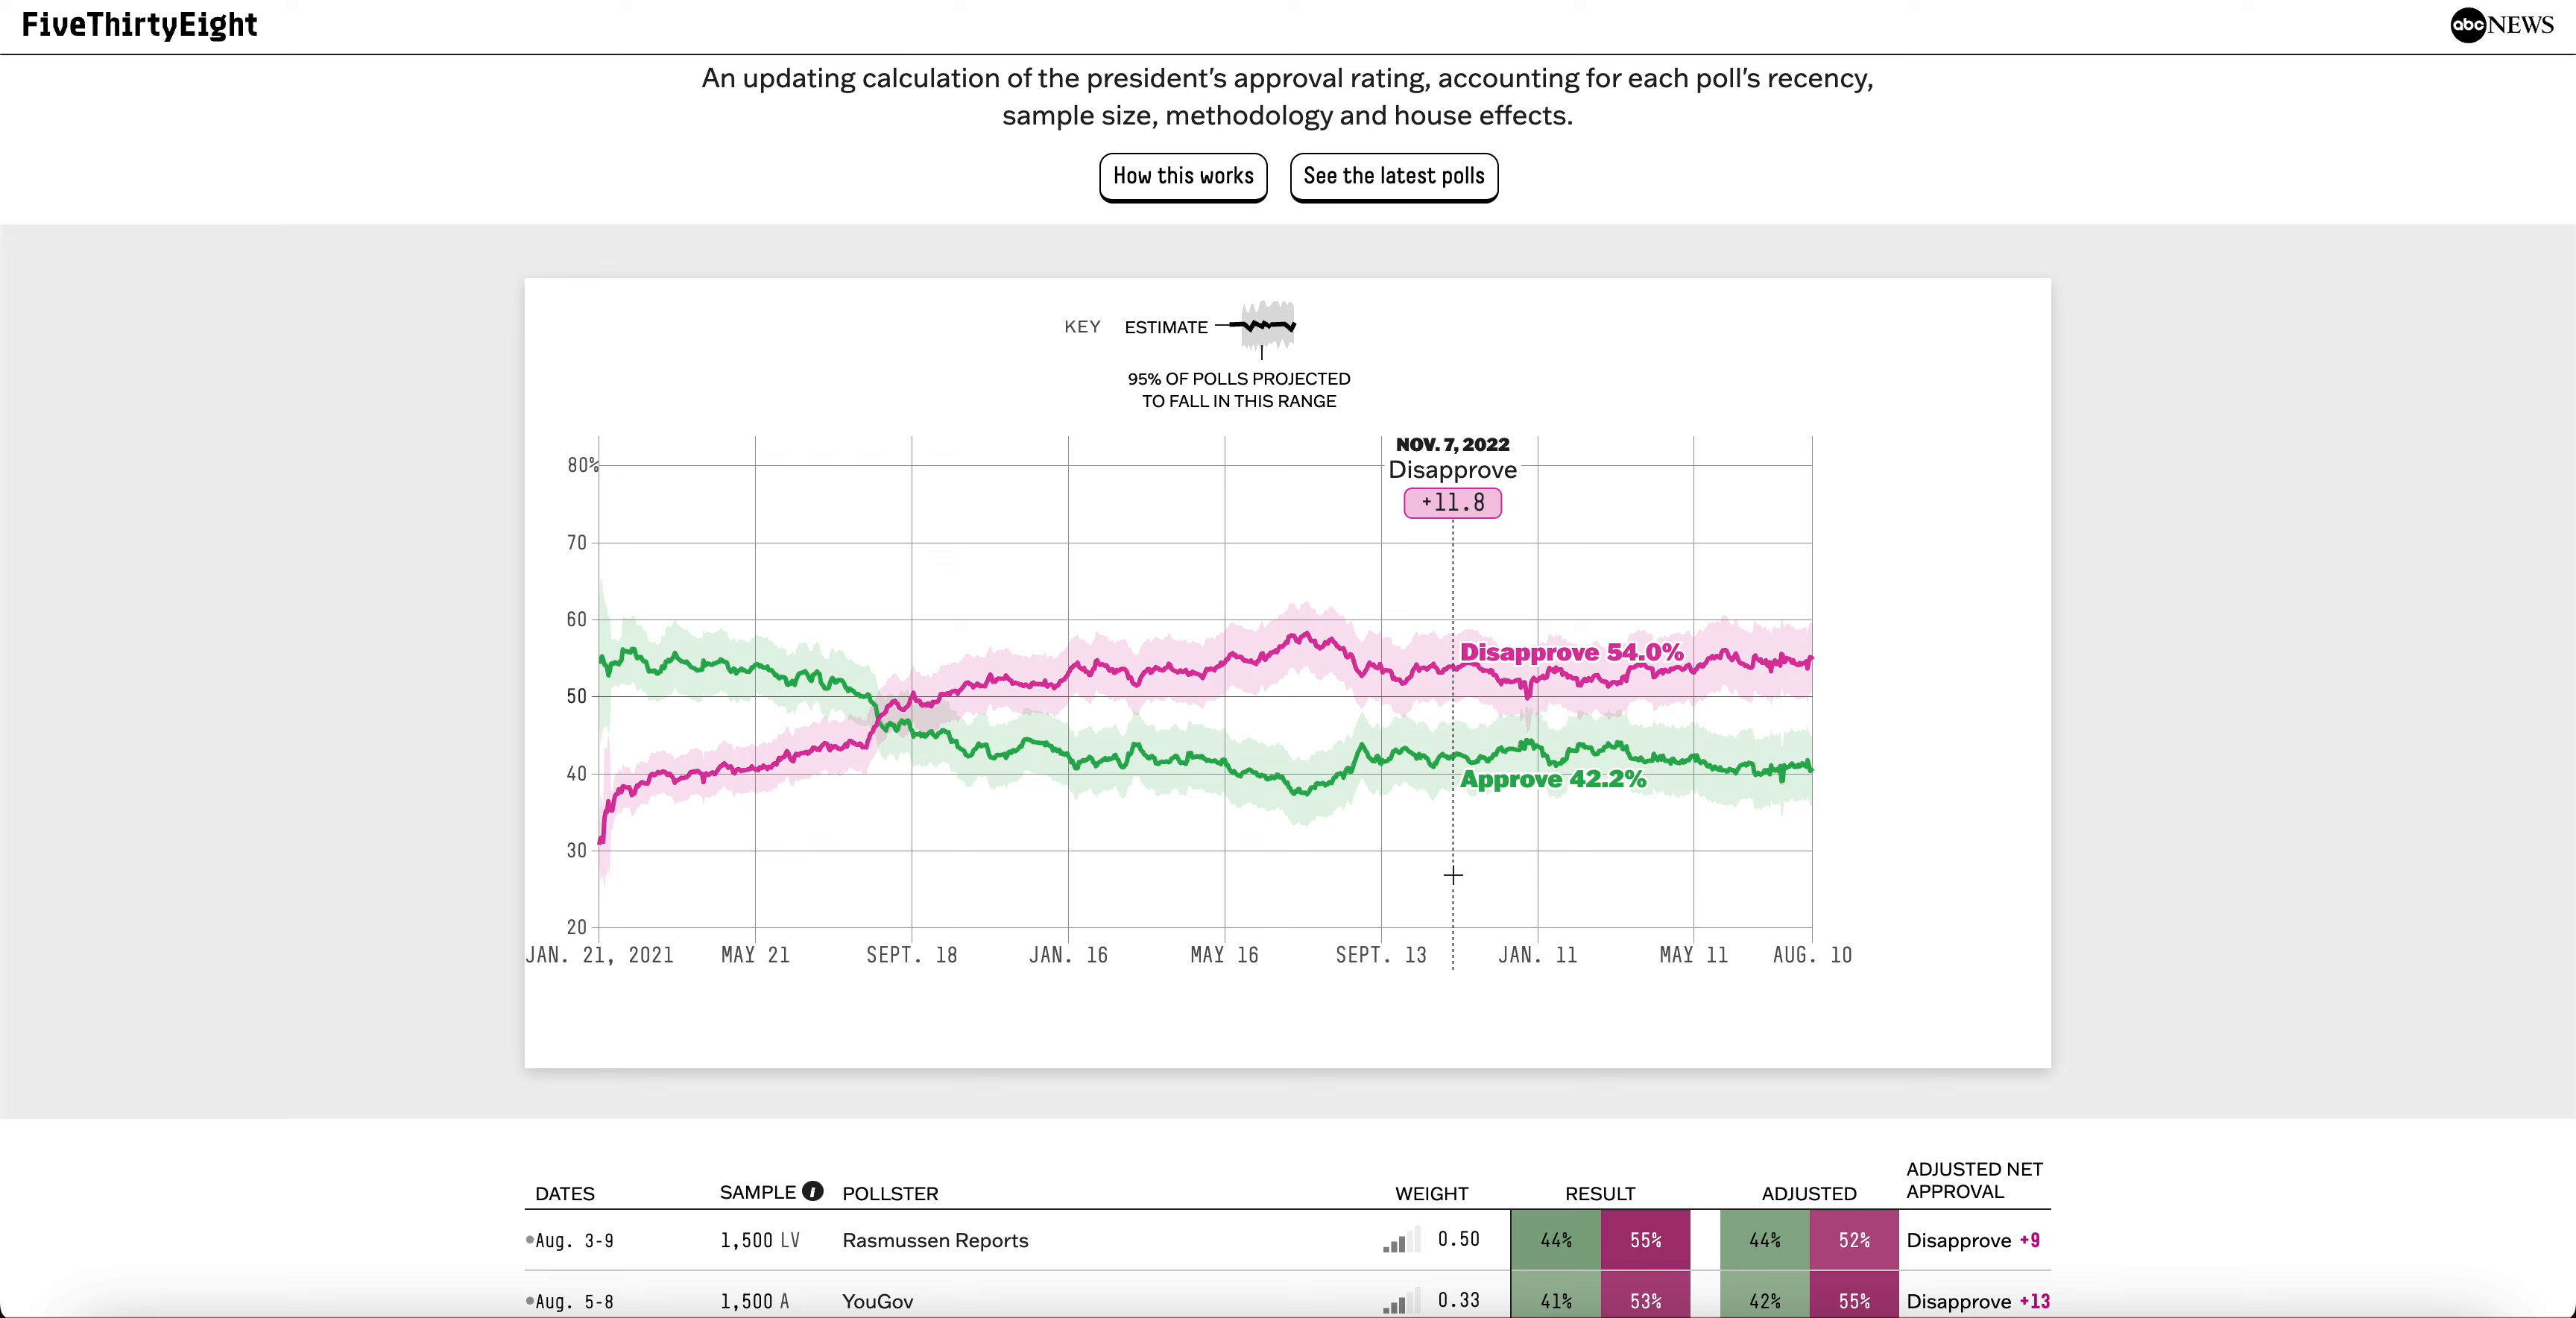 FiveThirtyEight
abc NEWS
An updating calculation of the president's approval rating, accounting for each poll's recency,
sample size, methodology and house effects.
How this works
See the latest polls
KEY
ESTIMATE
95% OF POLLS PROJECTED
TO FALL IN THIS RANGE
NOV. 7, 2022
Disapprove
+11.8
80%
70
60
50
40
30
20
Disapprove 54.0%
Approve 42.2%
JAN. 21, 2021 MAY 21 SEPT. 18 JAN. 16 MAY 16 SEPT. 13 JAN. 11 MAY 11 AUG. 10
DATES SAMPLE i POLLSTER WEIGHT RESULT ADJUSTED ADJUSTED NET
APPROVAL
Aug. 3-9 1,500 LV Rasmussen Reports 0.50 44% 55% 44% 52% Disapprove +9
Aug. 5-8 1,500 A YouGov 0.33 41% 53% 42% 55% Disapprove +13